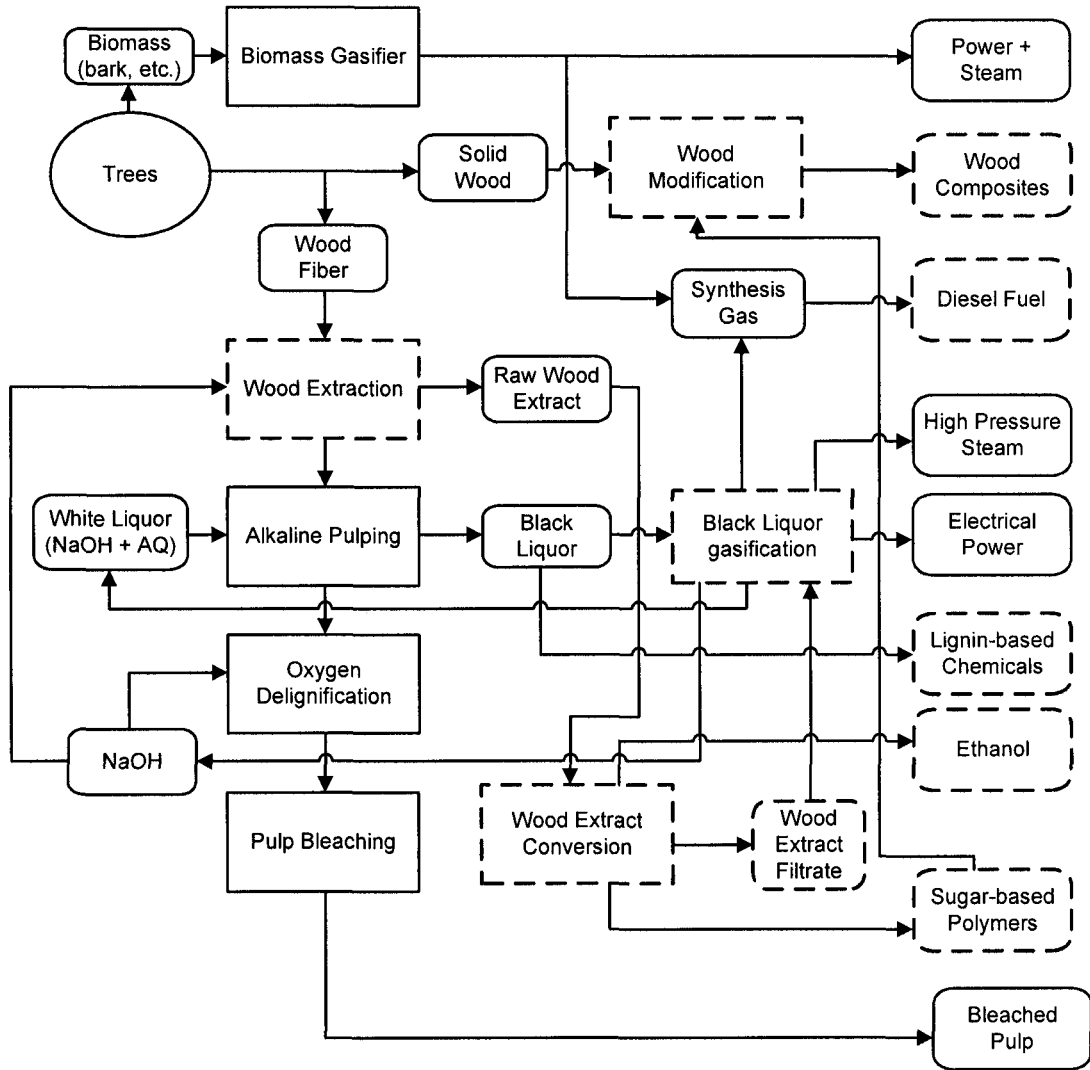 Biomass
(bark, etc.)
Biomass Gasifier
Power +
Steam
Trees
Solid
Wood
Wood
Modification
Wood
Composites
Wood
Fiber
Synthesis
Gas
Diesel Fuel
Wood Extraction
Raw Wood
Extract
High Pressure
Steam
White Liquor
(NaOH + AQ)
Alkaline Pulping
Black
Liquor
Black Liquor
gasification
Electrical
Power
Oxygen
Delignification
Lignin-based
Chemicals
NaOH
Ethanol
Pulp Bleaching
Wood Extract
Conversion
Wood
Extract
Filtrate
Sugar-based
Polymers
Bleached
Pulp